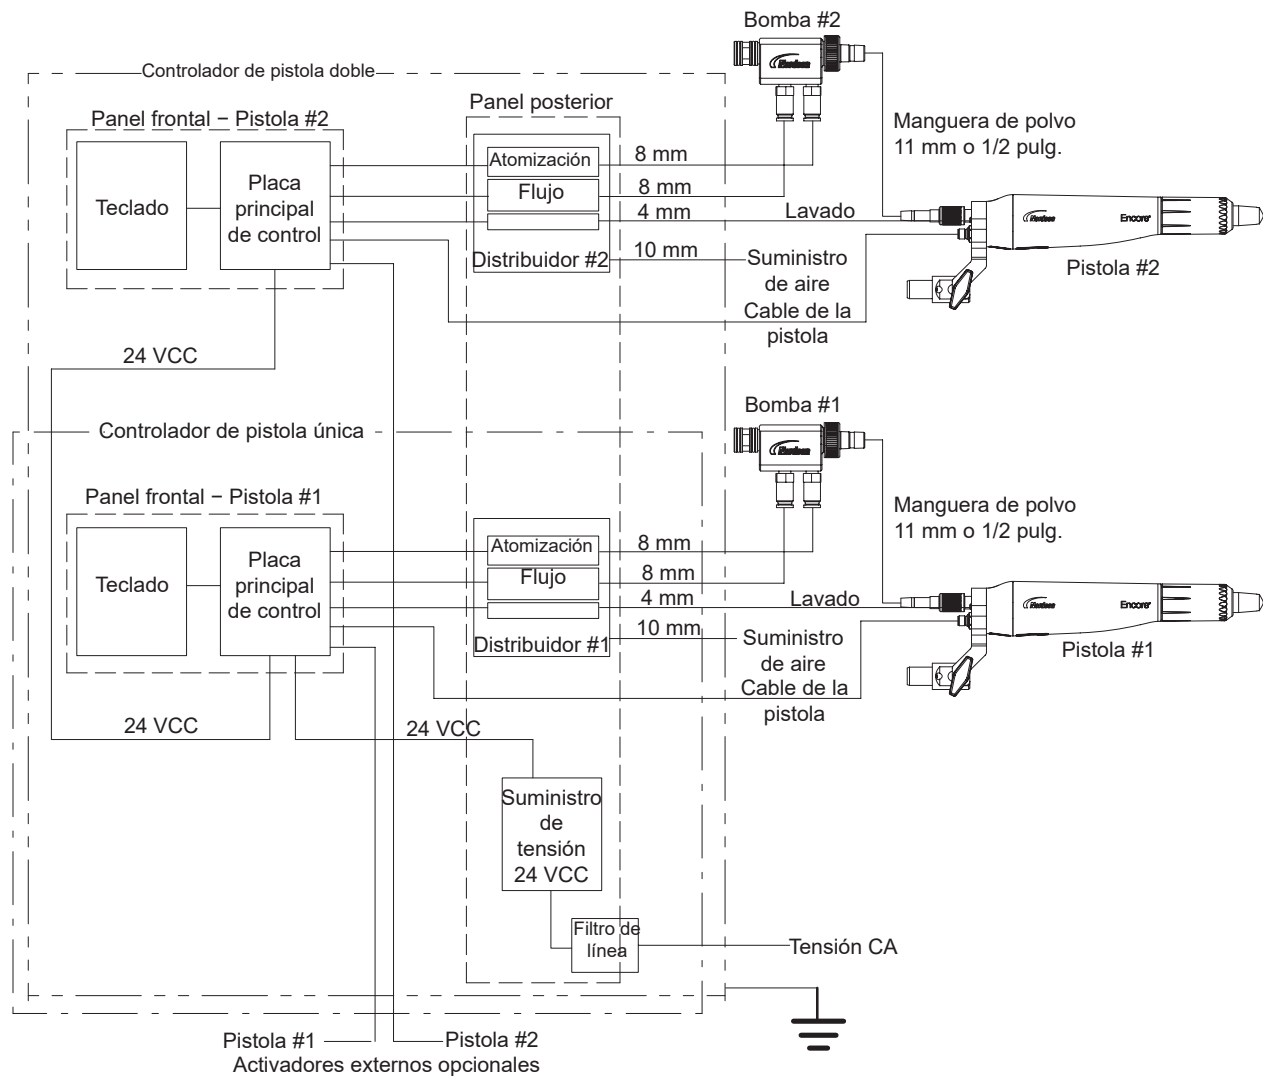 Bomba #2
Controlador de pistola doble
Panel posterior
Panel frontal − Pistola #2
Nordson
Manguera de polvo
11 mm o 1/2 pulg.
Teclado
Placa
principal
de control
Atomización
8 mm
Flujo
8 mm
4 mm
Lavado
Nordson
Encore
Distribuidor #2
10 mm
Suministro
de aire
Pistola #2
Cable de la
pistola
24 VCC
Bomba #1
Controlador de pistola única
Nordson
Panel frontal − Pistola #1
Manguera de polvo
11 mm o 1/2 pulg.
Teclado
Placa
principal
de control
Atomización
8 mm
Flujo
8 mm
4 mm
Lavado
Nordson
Encore
Distribuidor #1
10 mm
Suministro
de aire
Pistola #1
Cable de la
pistola
24 VCC
24 VCC
Suministro
de
tensión
24 VCC
Filtro de
línea
Tensión CA
Pistola #1
Pistola #2
Activadores externos opcionales